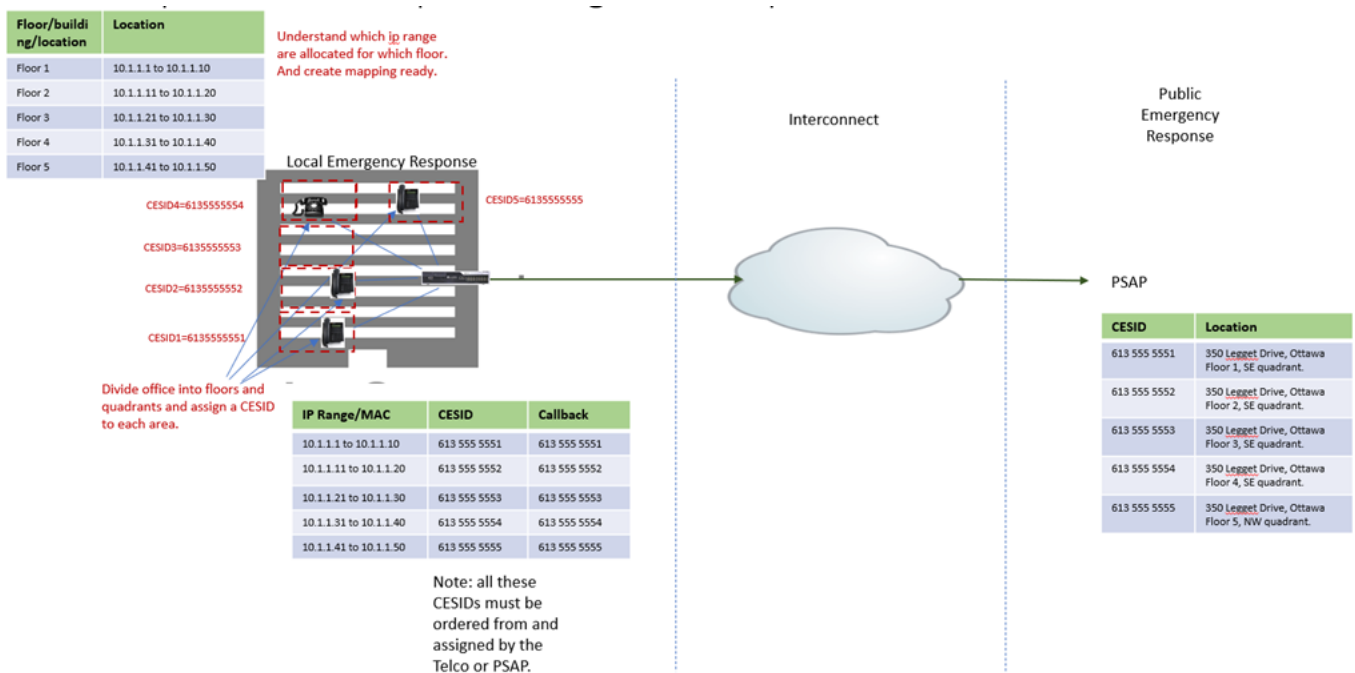 Floor/buildi
ng/location
Location
Floor 1
10.1.1.1 to 10.1.1.10
Floor 2
10.1.1.11 to 10.1.1.20
Floor 3
10.1.1.21 to 10.1.1.30
Floor 4
10.1.1.31 to 10.1.1.40
Floor 5
10.1.1.41 to 10.1.1.50
Understand which ip range
are allocated for which floor.
And create mapping ready.
Local Emergency Response
CESID4=6135555554
CESID3=6135555553
CESID2=6135555552
CESID1=6135555551
CESID5=6135555555
Divide office into floors and
quadrants and assign a CESID
to each area.
IP Range/MAC
CESID
Callback
10.1.1.1 to 10.1.1.10
613 555 5551
613 555 5551
10.1.1.11 to 10.1.1.20
613 555 5552
613 555 5552
10.1.1.21 to 10.1.1.30
613 555 5553
613 555 5553
10.1.1.31 to 10.1.1.40
613 555 5554
613 555 5554
10.1.1.41 to 10.1.1.50
613 555 5555
613 555 5555
Note: all these
CESIDs must be
ordered from and
assigned by the
Telco or PSAP.
Interconnect
Public
Emergency
Response
PSAP
CESID
Location
613 555 5551
350 Legget Drive, Ottawa
Floor 1, SE quadrant.
613 555 5552
350 Legget Drive, Ottawa
Floor 2, SE quadrant.
613 555 5553
350 Legget Drive, Ottawa
Floor 3, SE quadrant.
613 555 5554
350 Legget Drive, Ottawa
Floor 4, SE quadrant.
613 555 5555
350 Legget Drive, Ottawa
Floor 5, NW quadrant.